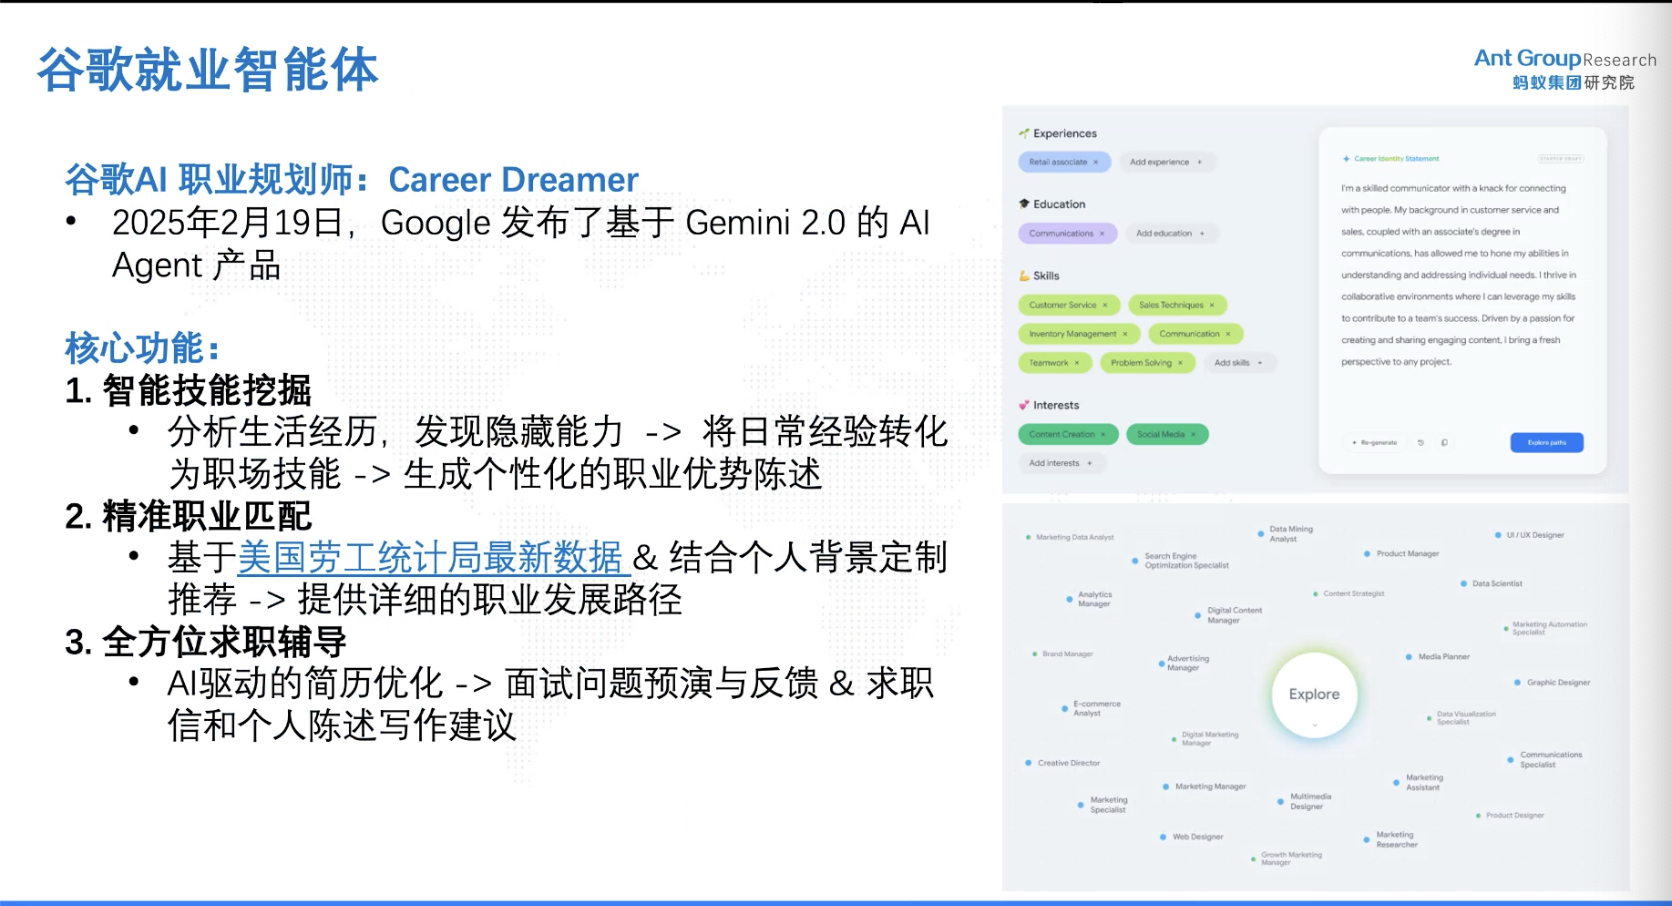 谷歌就业智能体
Ant Group Research
蚂蚁集团研究院
谷歌AI 职业规划师：Career Dreamer
• 2025年2月19日，Google 发布了基于 Gemini 2.0 的 AI
Agent 产品
核心功能：
1. 智能技能挖掘
• 分析生活经历，发现隐藏能力 -> 将日常经验转化
为职场技能 -> 生成个性化的职业优势陈述
2. 精准职业匹配
• 基于美国劳工统计局最新数据 & 结合个人背景定制
推荐 -> 提供详细的职业发展路径
3. 全方位求职辅导
• AI驱动的简历优化 -> 面试问题预演与反馈 & 求职
信和个人陈述写作建议
Experiences
Retail associate × Add experience +
Education
Communications × Add education +
Skills
Customer Service × Sales Techniques ×
Inventory Management × Communication ×
Teamwork × Problem Solving × Add skills +
Interests
Content Creation × Social Media ×
Add interests +
Career Identity Statement STARTER DRAFT
I'm a skilled communicator with a knack for connecting
with people. My background in customer service and
sales, coupled with an associate's degree in
communications, has allowed me to hone my abilities in
understanding and addressing individual needs. I thrive in
collaborative environments where I can leverage my skills
to contribute to a team's success. Driven by a passion for
creating and sharing engaging content, I bring a fresh
perspective to any project.
Re-generate Explore paths
Marketing Data Analyst
Data Mining
Analyst
UI / UX Designer
Search Engine
Optimization Specialist
Product Manager
Data Scientist
Analytics
Manager
Content Strategist
Digital Content
Manager
Marketing Automation
Specialist
Brand Manager
Advertising
Manager
Media Planner
Graphic Designer
Explore
E-commerce
Analyst
Data Visualization
Specialist
Digital Marketing
Manager
Creative Director
Communications
Specialist
Marketing Manager
Marketing
Assistant
Marketing
Specialist
Multimedia
Designer
Product Designer
Web Designer
Marketing
Researcher
Growth Marketing
Manager